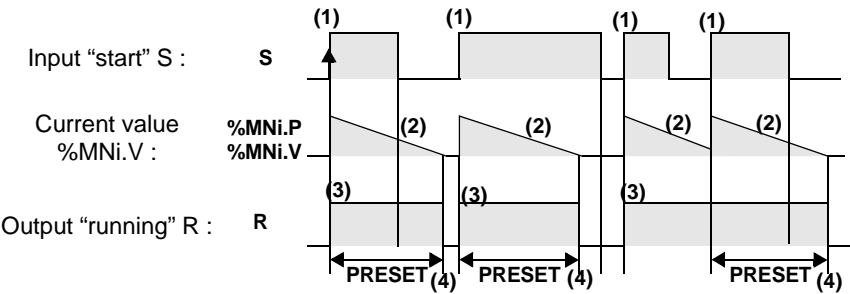 (1) (1) (1) (1)
Input “start” S : S
Current value %MNi.P (2) (2) (2) (2)
%MNi.V : %MNi.V
(3) (3) (3)
Output “running” R : R
PRESET (4) PRESET (4) PRESET (4)